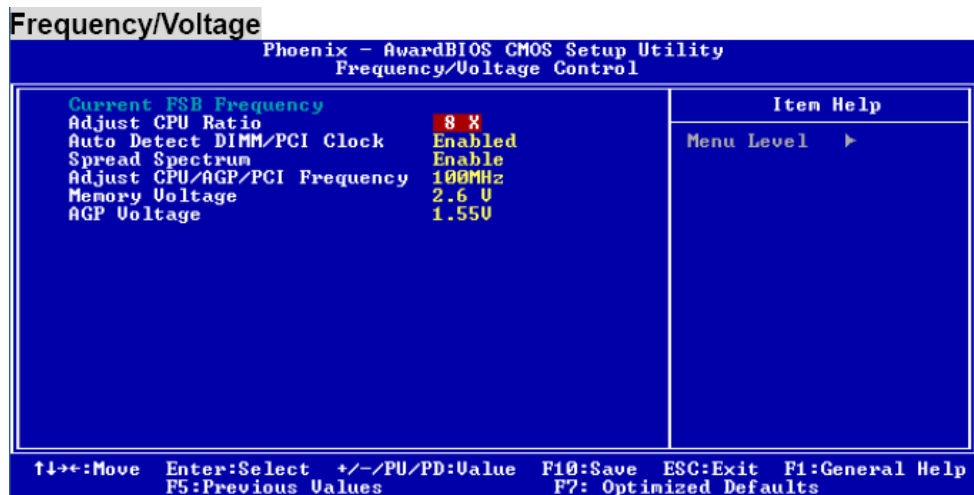 Frequency/Voltage
Phoenix - AwardBIOS CMOS Setup Utility
Frequency/Voltage Control
Current FSB Frequency
Adjust CPU Ratio 8 X
Auto Detect DIMM/PCI Clock Enabled
Spread Spectrum Enable
Adjust CPU/AGP/PCI Frequency 100MHz
Memory Voltage 2.6 V
AGP Voltage 1.55V
Item Help
Menu Level ▶
↑↓→←:Move Enter:Select +/-/PU/PD:Value F10:Save ESC:Exit F1:General Help
F5:Previous Values F7: Optimized Defaults